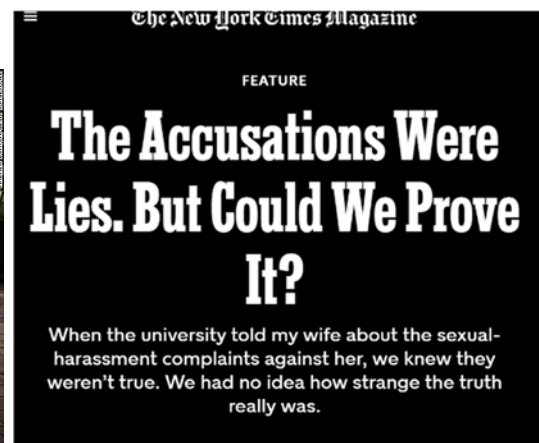 The New York Times Magazine
FEATURE
The Accusations Were
Lies. But Could We Prove
It?
When the university told my wife about the sexual-
harassment complaints against her, we knew they
weren't true. We had no idea how strange the truth
really was.